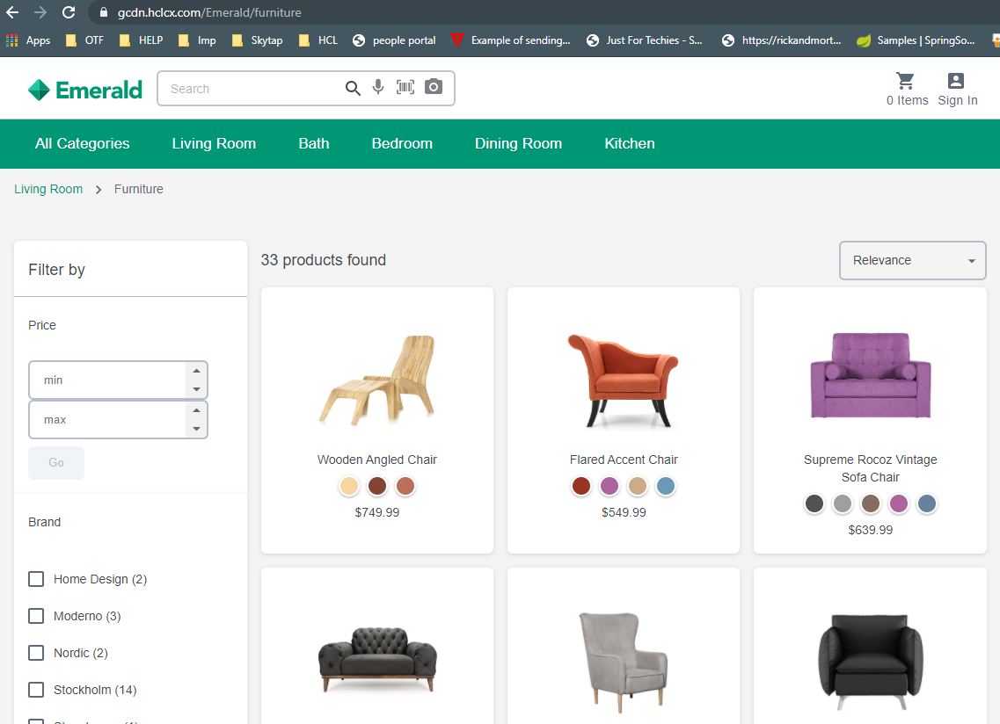 gcdn.hclcx.com/Emerald/furniture
Apps OTF HELP Imp Skytap HCL people portal Example of sending... Just For Techies - S... https://rickandmort... Samples | SpringSo...
Emerald
Search
0 Items Sign In
All Categories Living Room Bath Bedroom Dining Room Kitchen
Living Room > Furniture
Filter by
Price
min
max
Go
Brand
Home Design (2)
Moderno (3)
Nordic (2)
Stockholm (14)
33 products found
Relevance
Wooden Angled Chair
$749.99
Flared Accent Chair
$549.99
Supreme Rocoz Vintage
Sofa Chair
$639.99